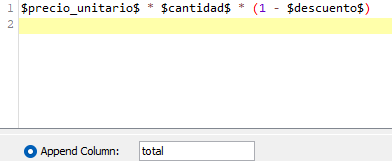 1 $precio_unitario$ * $cantidad$ * (1 - $descuento$)
2
Append Column: total